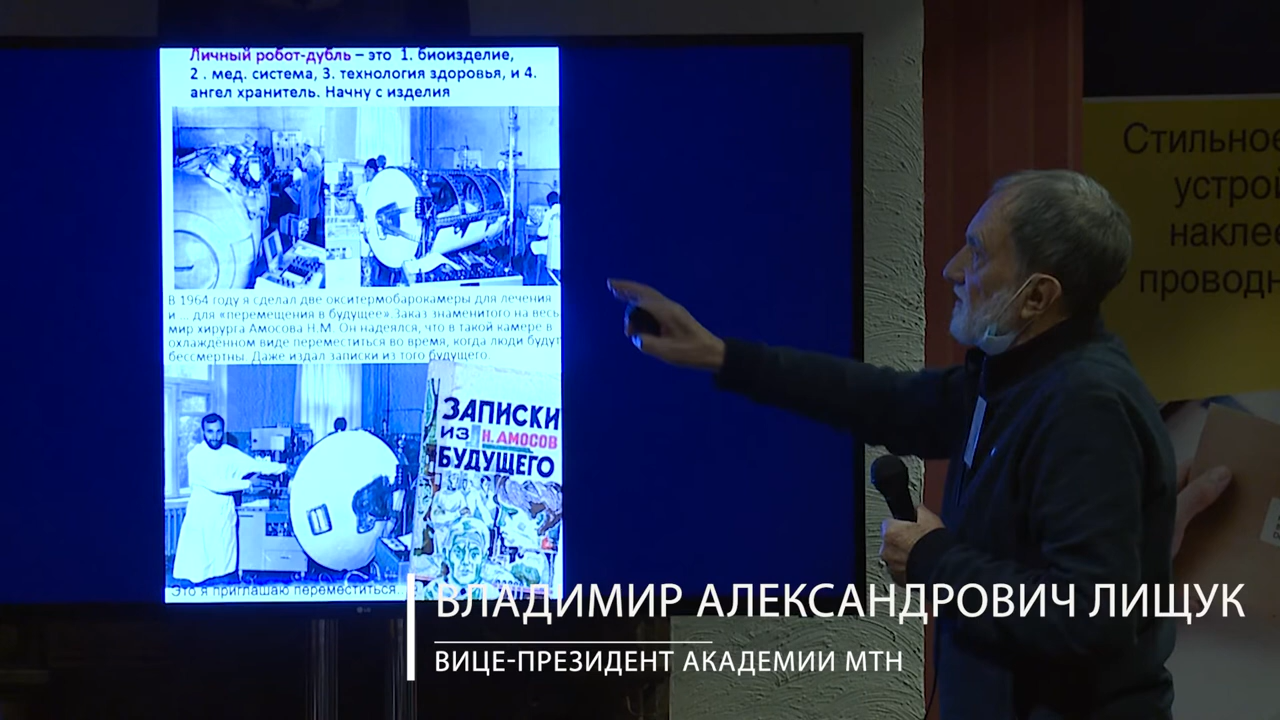 Личный робот-дубль – это 1. биоизделие,
2 . мед. система, 3. технология здоровья, и 4.
ангел хранитель. Начну с изделия
В 1964 году я сделал две окситермобарокамеры для лечения
и ... для «перемещения в будущее».Заказ знаменитого на весь
мир хирурга Амосова Н.М. Он надеялся, что в такой камере в
охлаждённом виде переместиться во время, когда люди будут
бессмертны. Даже издал записки из того будущего
ЗАПИСКИ
ИЗ Н. АМОСОВ
БУДУЩЕГО
Это я приглашаю переместиться..
LG
Стильное
устро
накле
проводн
ВЛАДИМИР АЛЕКСАНДРОВИЧ ЛИЩУК
ВИЦЕ-ПРЕЗИДЕНТ АКАДЕМИИ МТН